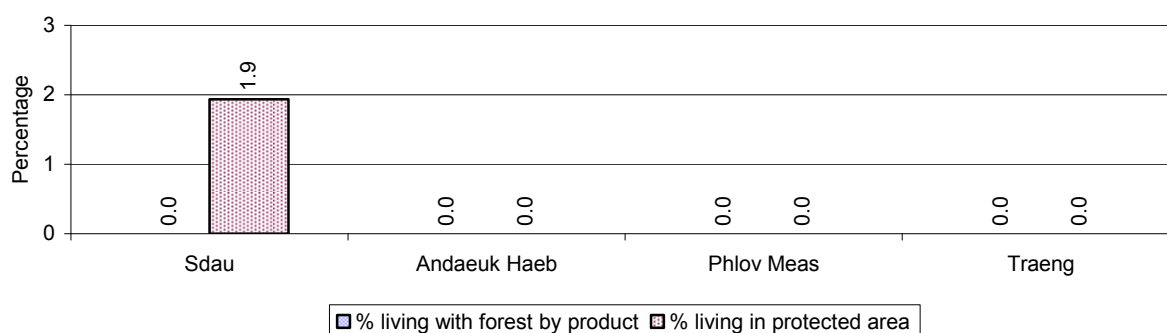 Percentage
3
2
1
0
0.0
1.9
0.0
0.0
0.0
0.0
0.0
0.0
Sdau
Andaeuk Haeb
Phlov Meas
Traeng
% living with forest by product
% living in protected area